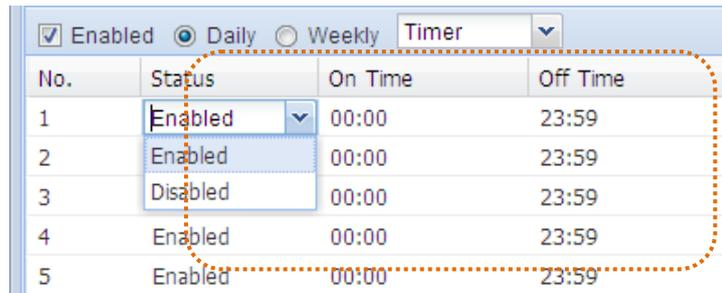 Enabled Daily Weekly Timer
No. Status On Time Off Time
1 Enabled 00:00 23:59
2 Enabled 00:00 23:59
3 Disabled 00:00 23:59
4 Enabled 00:00 23:59
5 Enabled 00:00 23:59